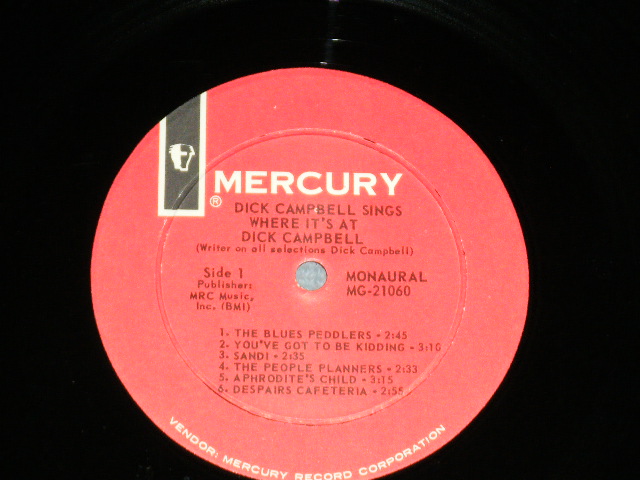 MERCURY
®
DICK CAMPBELL SINGS
WHERE IT'S AT
DICK CAMPBELL
(Writer on all selections Dick Campbell)
Side 1
Publisher:
MRC Music,
Inc. (BMI)
MONAURAL
MG-21060
1. THE BLUES PEDDLERS • 2:45
2. YOU'VE GOT TO BE KIDDING • 3:10
3. SANDI • 2:35
4. THE PEOPLE PLANNERS • 2:33
5. APHRODITE'S CHILD • 3:15
6. DESPAIRS CAFETERIA • 2:55
VENDOR: MERCURY RECORD CORPORATION